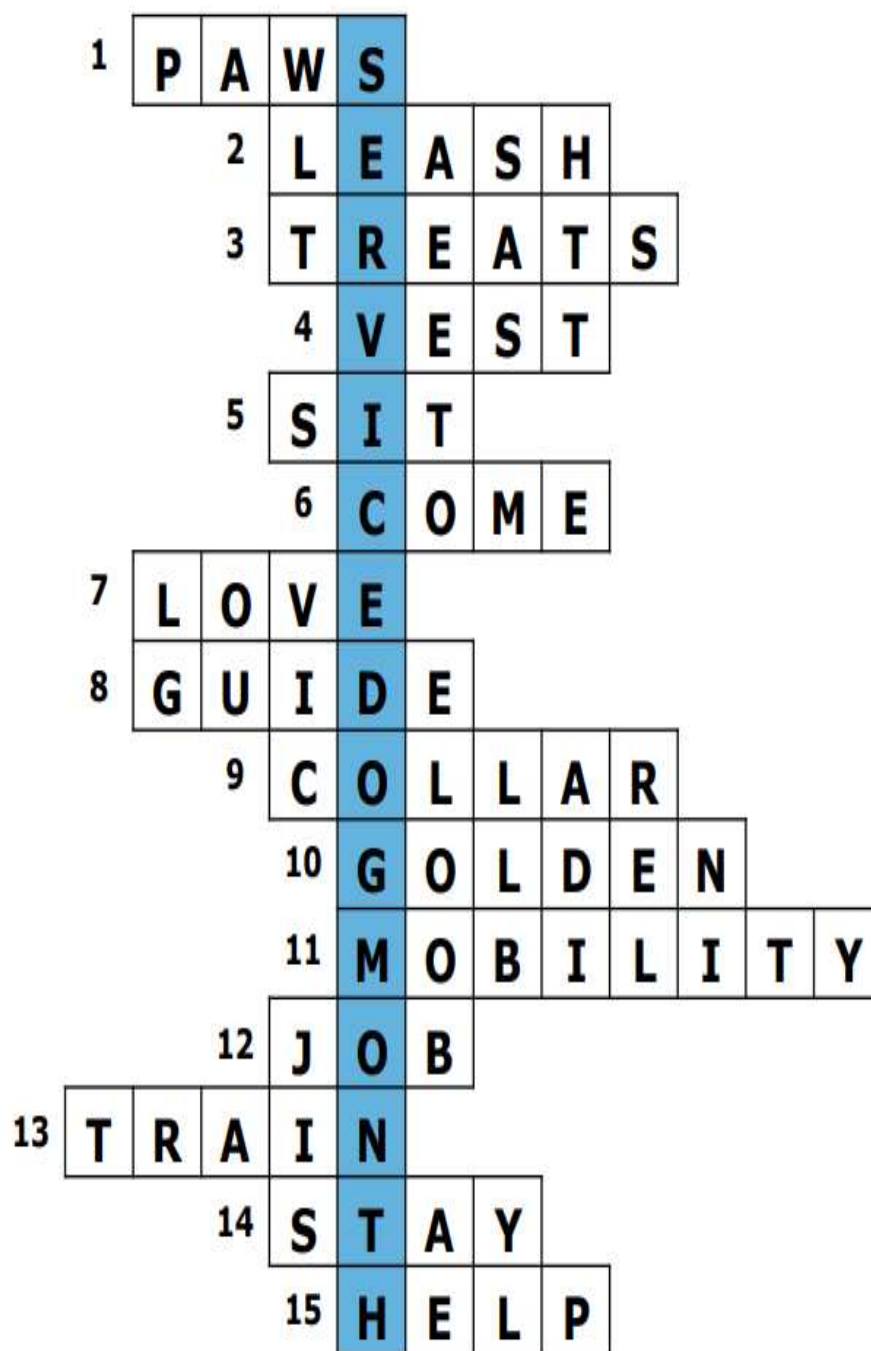 1 PAWS
2 LEASH
3 TREATS
4 VEST
5 SIT
6 COME
7 LOVE
8 GUIDE
9 COLLAR
10 GOLDEN
11 MOBILITY
12 JOB
13 TRAIN
14 STAY
15 HELP